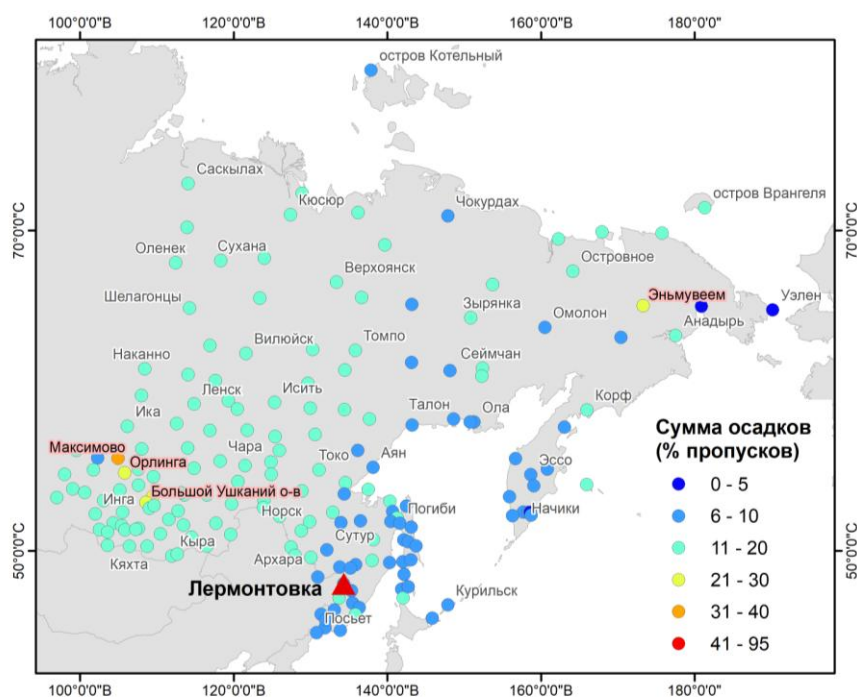 100°0'0"В 120°0'0"В 140°0'0"В 160°0'0"В 180°0'0"
остров Котельный
Саскылах
Кюсюр
Чокурдах
остров Врангеля
70°0'0"С
70°0'0"С
Оленек
Сухана
Верхоянск
Островное
Шелагонцы
Зырянка
Эньмувеем
Уэлен
Омолон
Анадырь
Наканно
Вилюйск
Томпо
Сеймчан
Ленск
Исить
Ика
Талон
Ола
Корф
Максимово
Чара
Токо
Аян
Эссо
Орлинга
Большой Ушканий о-в
Инга
Норск
Погиби
Начики
Сутур
50°0'0"С
50°0'0"С
Кяхта
Кыра
Архара
Лермонтовка
Курильск
Посьет
Сумма осадков
(% пропусков)
0 - 5
6 - 10
11 - 20
21 - 30
31 - 40
41 - 95
100°0'0"В 120°0'0"В 140°0'0"В 160°0'0"В 180°0'0"